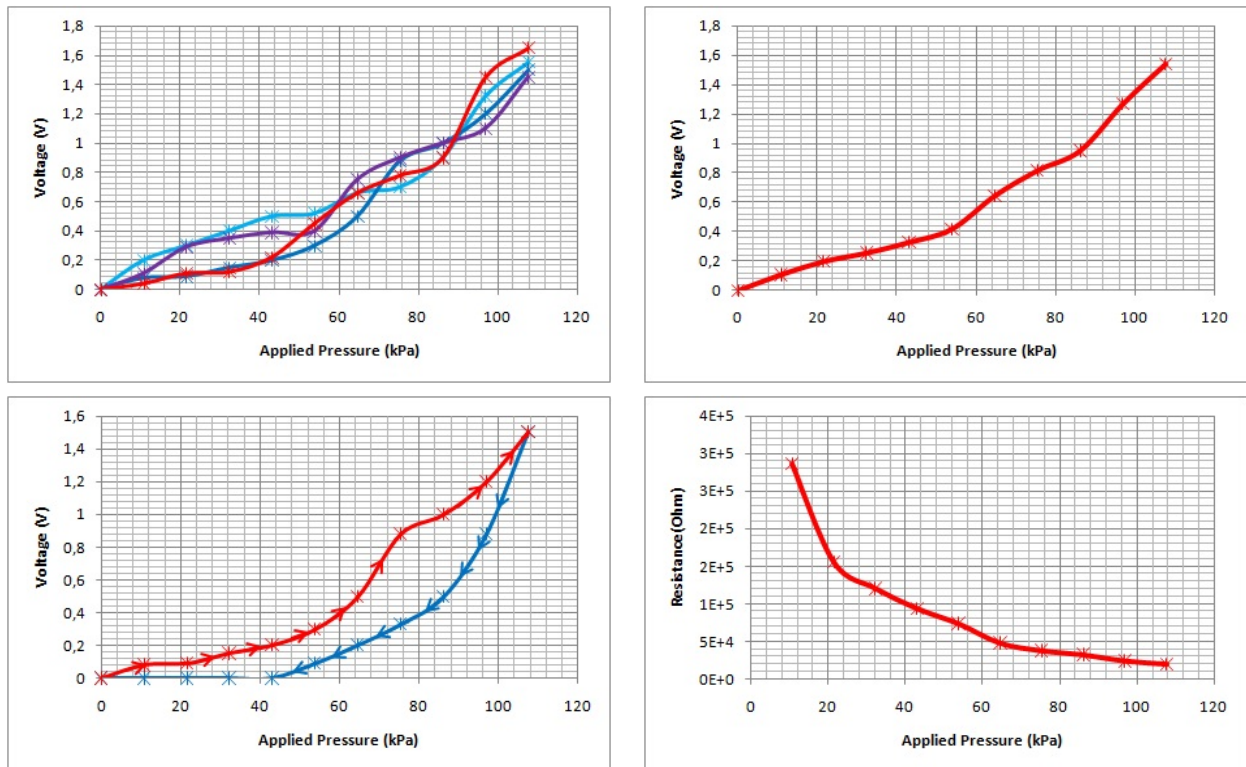 1,8
1,6
1,4
1,2
1
0,8
0,6
0,4
0,2
0
Voltage (V)
0 20 40 60 80 100 120
Applied Pressure (kPa)
1,8
1,6
1,4
1,2
1
0,8
0,6
0,4
0,2
0
Voltage (V)
0 20 40 60 80 100 120
Applied Pressure (kPa)
1,6
1,4
1,2
1
0,8
0,6
0,4
0,2
0
Voltage (V)
0 20 40 60 80 100 120
Applied Pressure (kPa)
4E+5
3E+5
3E+5
2E+5
2E+5
1E+5
5E+4
0E+0
Resistance(Ohm)
0 20 40 60 80 100 120
Applied Pressure (kPa)